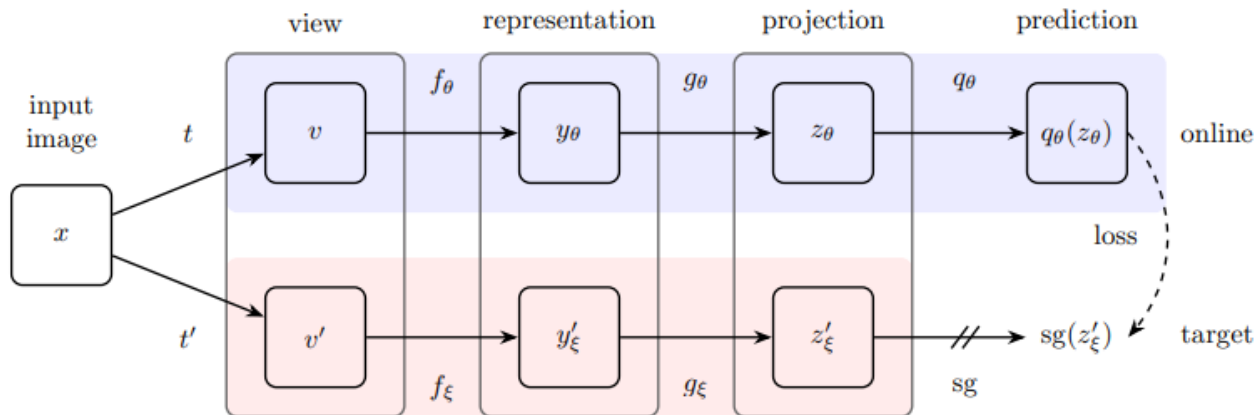 view
representation
projection
prediction
input
image
t
f_θ
g_θ
q_θ
v
y_θ
z_θ
q_θ(z_θ)
online
x
loss
t′
v′
y′_ξ
z′_ξ
sg(z′_ξ)
target
f_ξ
g_ξ
sg